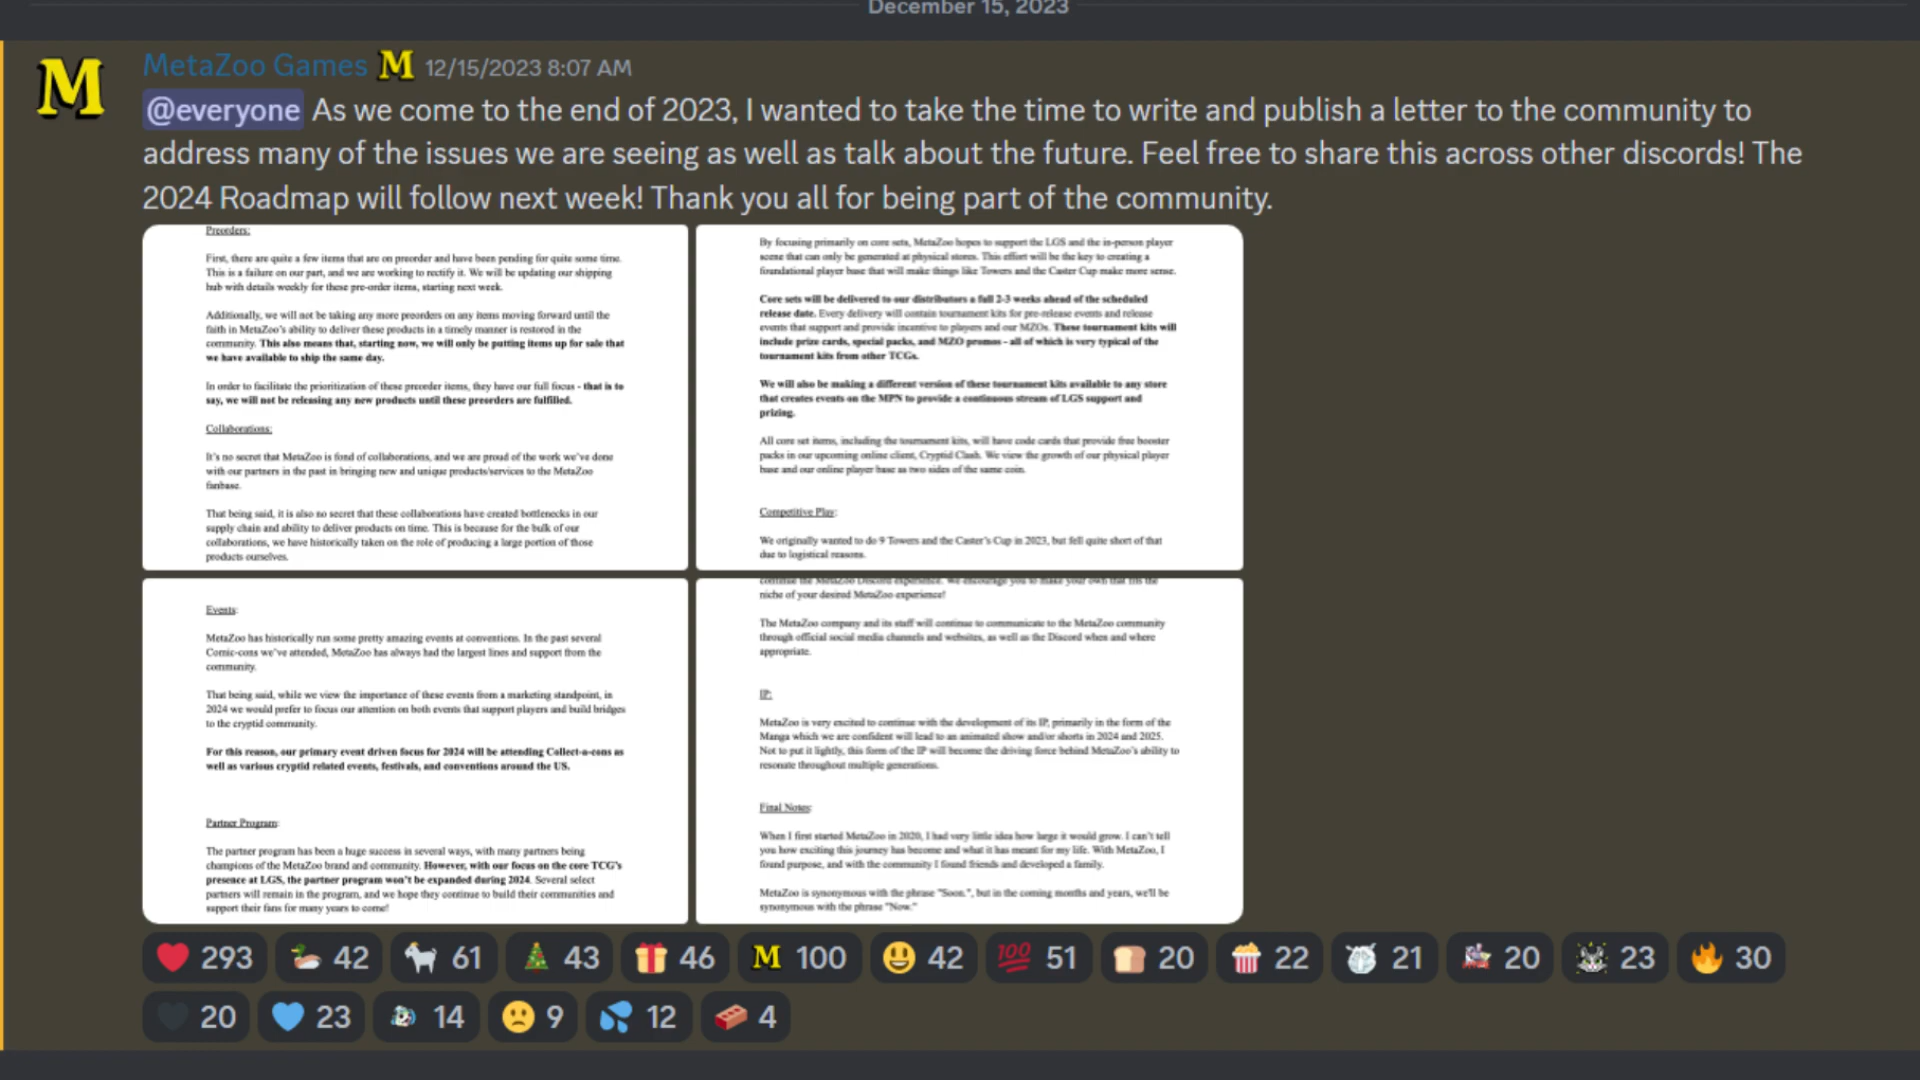 December 15, 2023
MetaZoo Games M 12/15/2023 8:07 AM
@everyone As we come to the end of 2023, I wanted to take the time to write and publish a letter to the community to
address many of the issues we are seeing as well as talk about the future. Feel free to share this across other discords! The
2024 Roadmap will follow next week! Thank you all for being part of the community.
Preorders:
First, there are quite a few items that are on preorder and have been pending for quite some time.
This is a failure on our part, and we are working to rectify it. We will be updating our shipping
hub with details weekly for these pre-order items, starting next week.
Additionally, we will not be taking any more preorders on any items moving forward until the
faith in MetaZoo's ability to deliver these products in a timely manner is restored in the
community. This also means that, starting now, we will only be putting items up for sale that
we have available to ship the same day.
In order to facilitate the prioritization of these preorder items, they have our full focus - that is to
say, we will not be releasing any new products until these preorders are fulfilled.
Collaborations:
It's no secret that MetaZoo is fond of collaborations, and we are proud of the work we've done
with our partners in the past in bringing new and unique products/services to the MetaZoo
fanbase.
That being said, it is also no secret that these collaborations have created bottlenecks in our
supply chain and ability to deliver products on time. This is because for the bulk of our
collaborations, we have historically taken on the role of producing a large portion of those
products ourselves.
By focusing primarily on core sets, MetaZoo hopes to support the LGS and the in-person player
scene that can only be generated at physical stores. This effort will be the key to creating a
foundational player base that will make things like Towers and the Caster Cup make more sense.
Core sets will be delivered to our distributors a full 2-3 weeks ahead of the scheduled
release date. Every delivery will contain tournament kits for pre-release events and release
events that support and provide incentive to players and our MZOs. These tournament kits will
include prize cards, special packs, and MZO promos - all of which is very typical of the
tournament kits from other TCGs.
We will also be making a different version of these tournament kits available to any store
that creates events on the MPN to provide a continuous stream of LGS support and
prizing.
All core set items, including the tournament kits, will have code cards that provide free booster
packs in our upcoming online client, Cryptid Clash. We view the growth of our physical player
base and our online player base as two sides of the same coin.
Competitive Play:
We originally wanted to do 9 Towers and the Caster's Cup in 2023, but fell quite short of that
due to logistical reasons.
Events:
MetaZoo has historically run some pretty amazing events at conventions. In the past several
Comic-cons we've attended, MetaZoo has always had the largest lines and support from the
community.
That being said, while we view the importance of these events from a marketing standpoint, in
2024 we would prefer to focus our attention on both events that support players and build bridges
to the cryptid community.
For this reason, our primary event driven focus for 2024 will be attending Collect-a-cons as
well as various cryptid related events, festivals, and conventions around the US.
Partner Program:
The partner program has been a huge success in several ways, with many partners being
champions of the MetaZoo brand and community. However, with our focus on the core TCG's
presence at LGS, the partner program won't be expanded during 2024. Several select
partners will remain in the program, and we hope they continue to build their communities and
support their fans for many years to come!
continue the MetaZoo Discord experience. We encourage you to make your own that fits the
niche of your desired MetaZoo experience!
The MetaZoo company and its staff will continue to communicate to the MetaZoo community
through official social media channels and websites, as well as the Discord when and where
appropriate.
IP:
MetaZoo is very excited to continue with the development of its IP, primarily in the form of the
Manga which we are confident will lead to an animated show and/or shorts in 2024 and 2025.
Not to put it lightly, this form of the IP will become the driving force behind MetaZoo's ability to
resonate throughout multiple generations.
Final Notes:
When I first started MetaZoo in 2020, I had very little idea how large it would grow. I can't tell
you how exciting this journey has become and what it has meant for my life. With MetaZoo, I
found purpose, and with the community I found friends and developed a family.
MetaZoo is synonymous with the phrase "Soon.", but in the coming months and years, we'll be
synonymous with the phrase "Now."
293 42 61 43 46 M 100 42 100 51 20 22 21 20 23 30
20 23 14 9 12 4